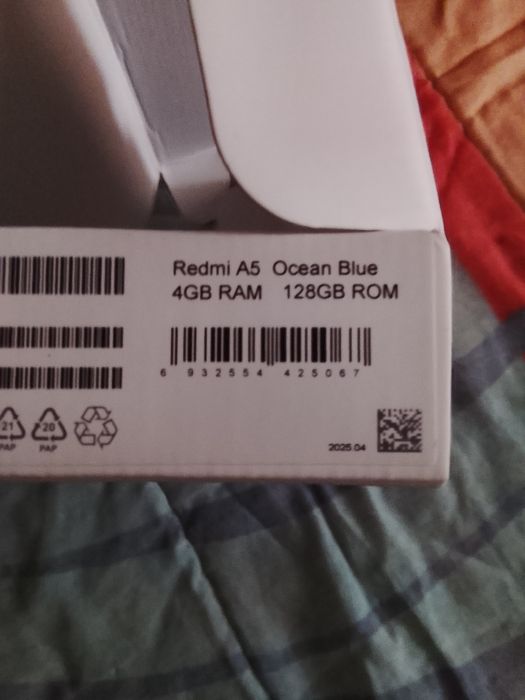 Redmi A5 Ocean Blue
4GB RAM 128GB ROM
6 932554 425067
21
PAP
20
PAP
2025.04